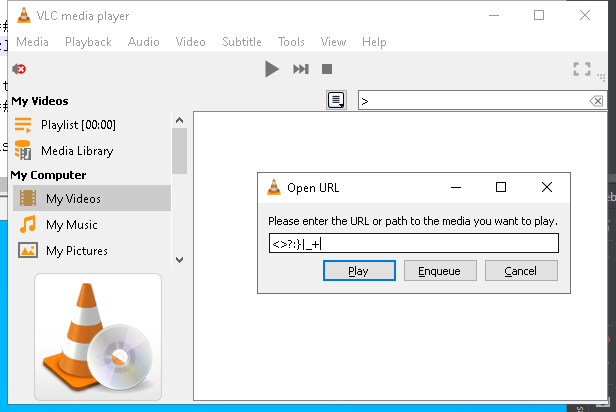 VLC media player
Media Playback Audio Video Subtitle Tools View Help
My Videos
>
Playlist [00:00]
Media Library
My Computer
My Videos
My Music
My Pictures
Open URL
Please enter the URL or path to the media you want to play.
<>?:}|_+
Play Enqueue Cancel